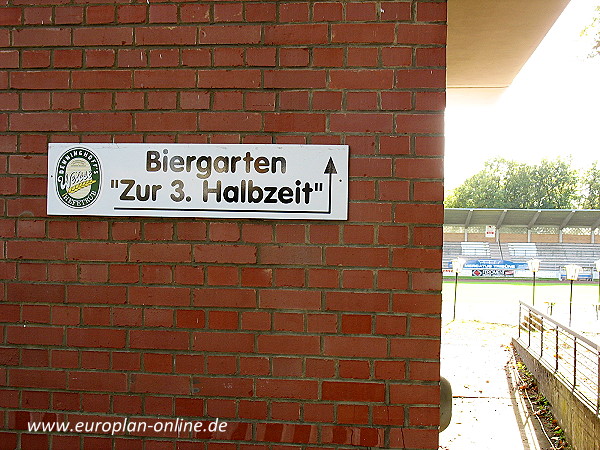 Biergarten
"Zur 3. Halbzeit"
www.europlan-online.de